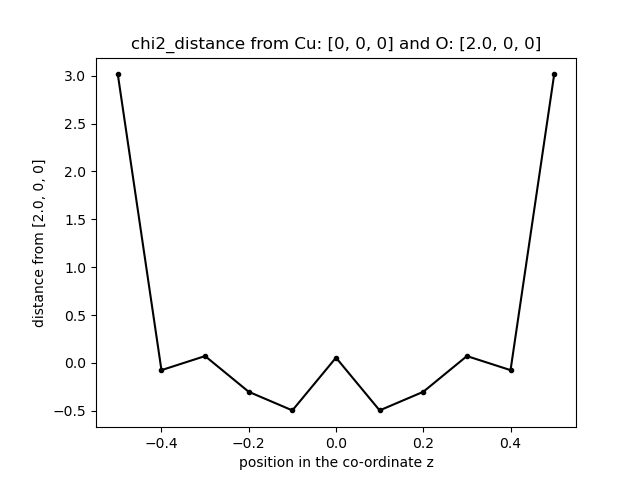 chi2_distance from Cu: [0, 0, 0] and O: [2.0, 0, 0]
distance from [2.0, 0, 0]
3.0
2.5
2.0
1.5
1.0
0.5
0.0
−0.5
−0.4 −0.2 0.0 0.2 0.4
position in the co-ordinate z